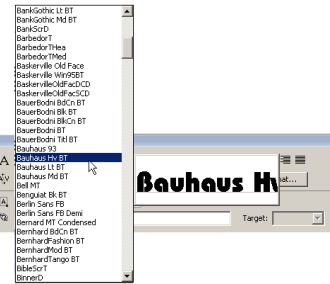 BankGothic Lt BT
BankGothic Md BT
BankScrD
BarbedorT
BarbedorTHea
BarbedorTMed
Baskerville Old Face
Baskerville Win95BT
BaskervilleOldFacDCD
BaskervilleOldFacSCD
BauerBodni BdCn BT
BauerBodni Blk BT
BauerBodni BlkCn BT
BauerBodni BT
BauerBodni Titl BT
Bauhaus 93
Bauhaus Hv BT
Bauhaus Lt BT
Bauhaus Md BT
Bell MT
Benguiat Bk BT
Berlin Sans FB
Berlin Sans FB Demi
Bernard MT Condensed
Bernhard BdCn BT
BernhardFashion BT
BernhardMod BT
BernhardTango BT
BibleScrT
BinnerD
A
Bauhaus Hv
at...
A
Target: